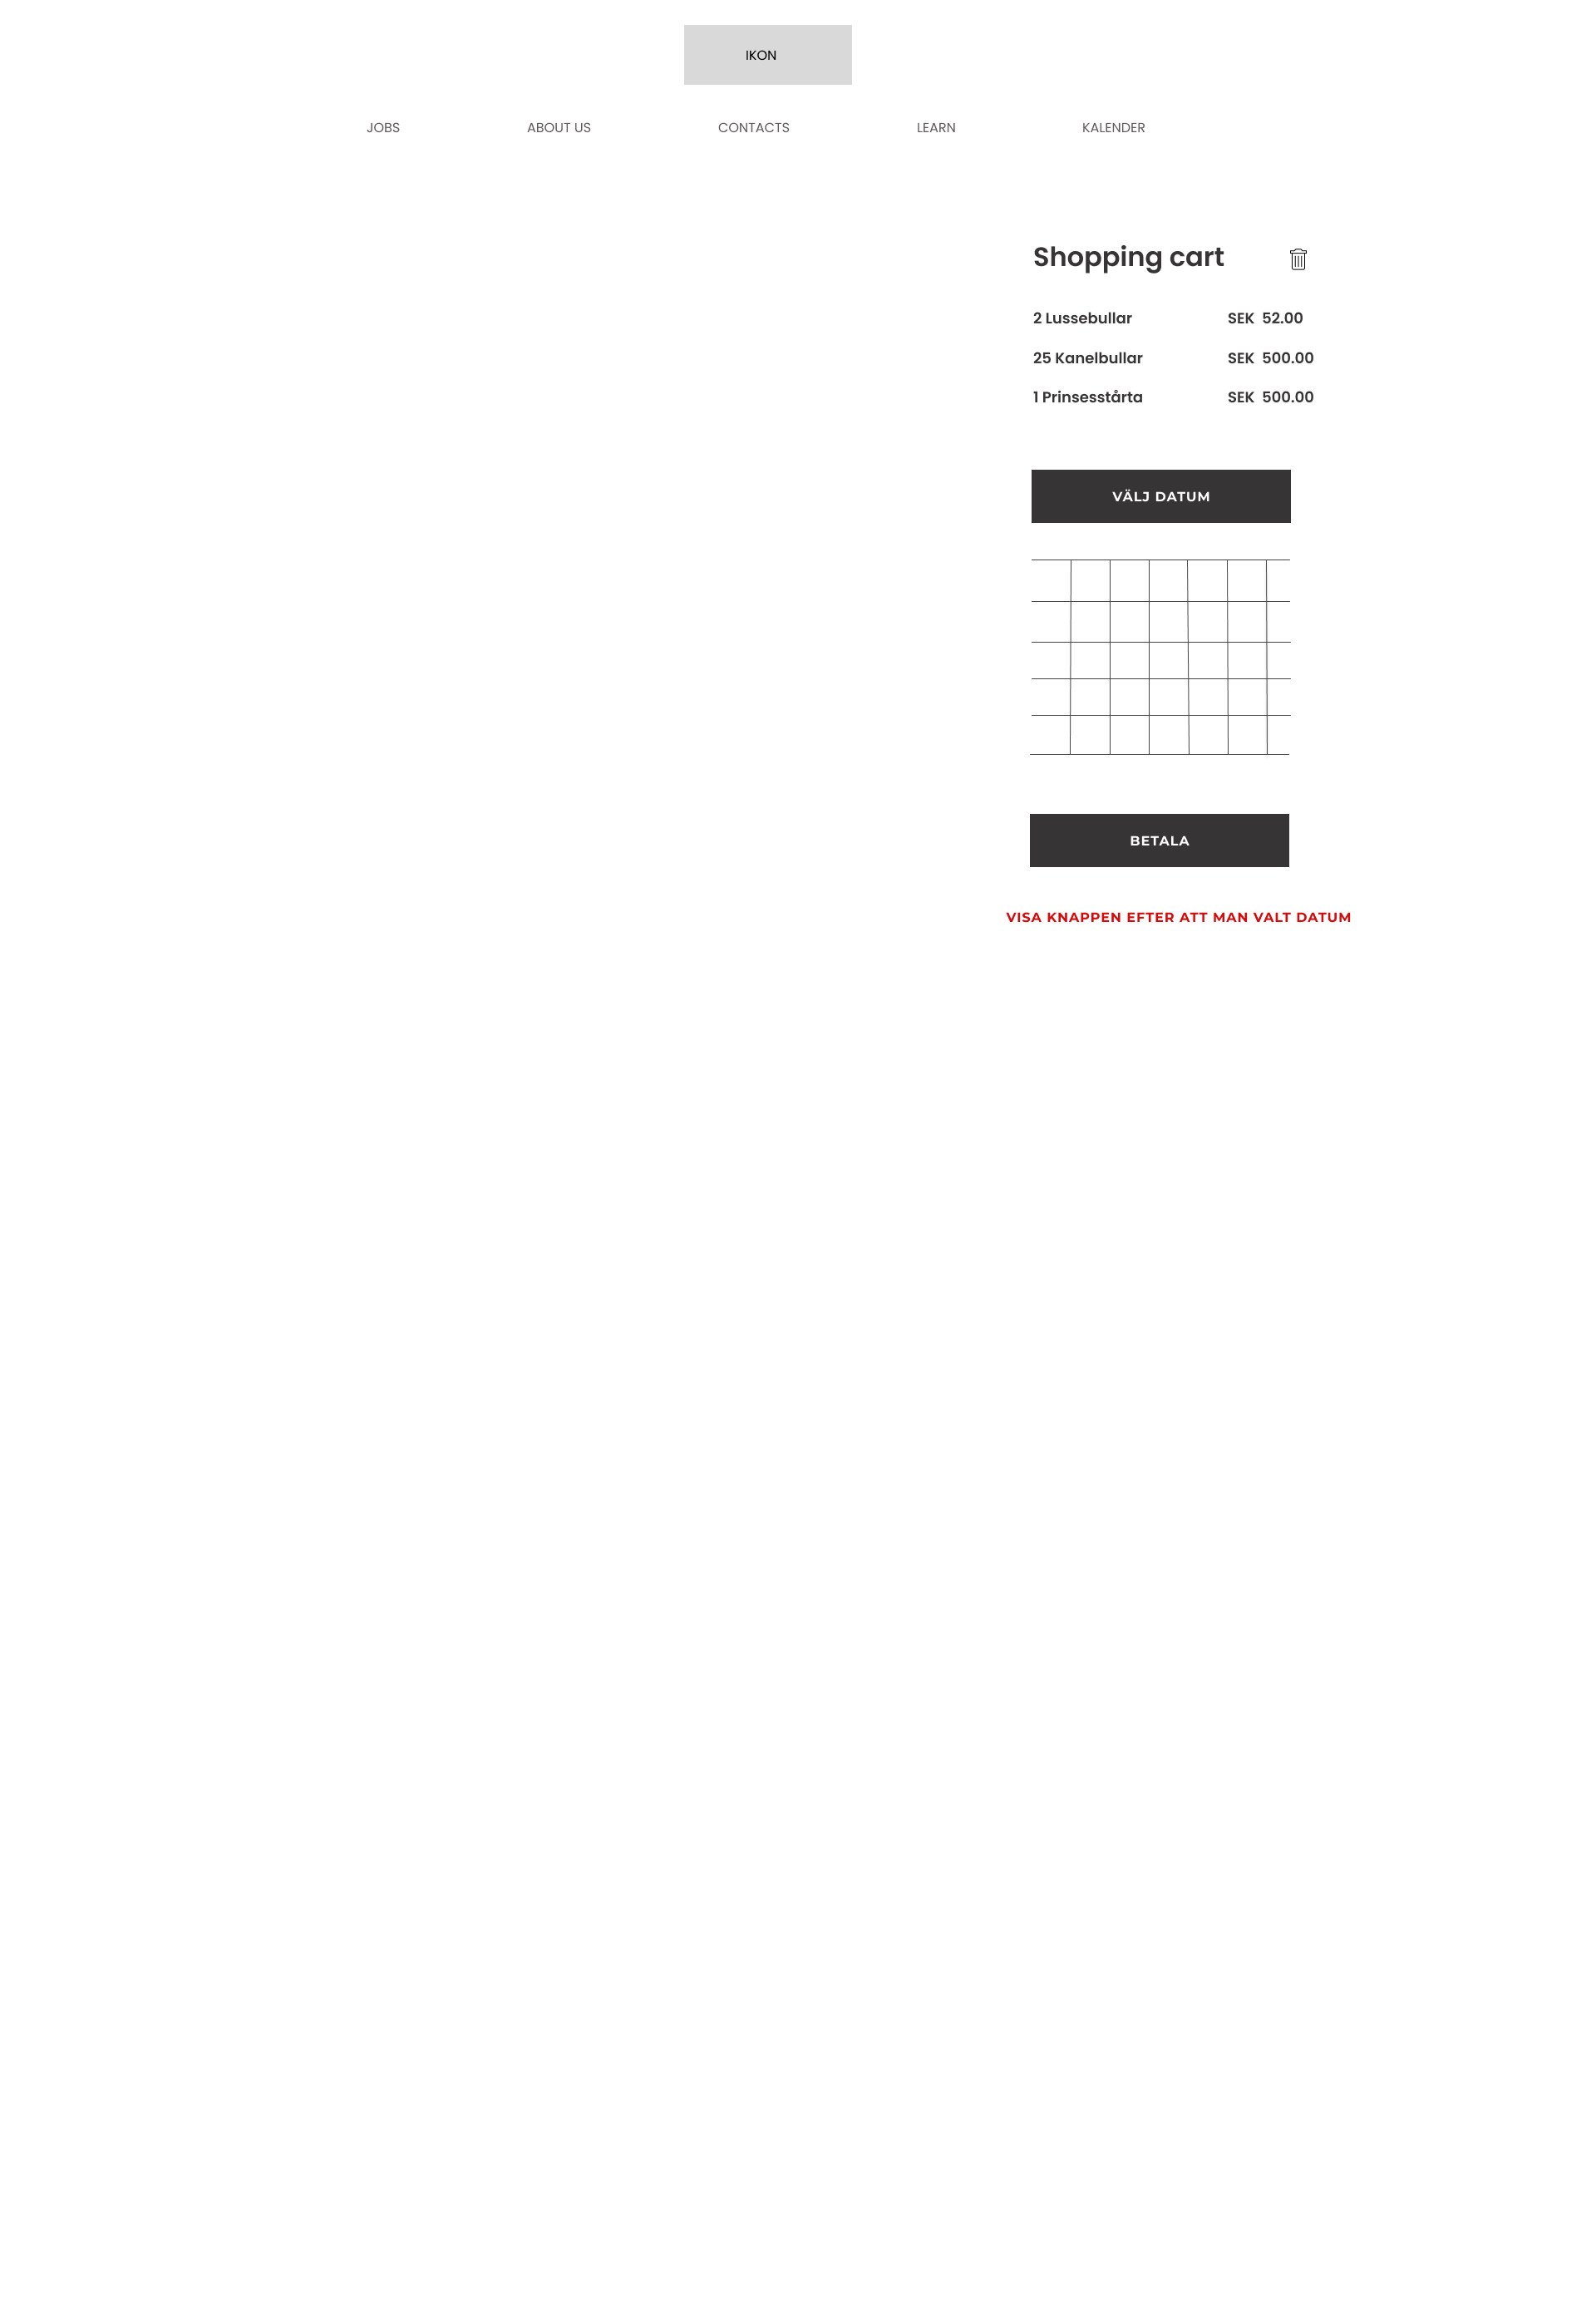 IKON
JOBS ABOUT US CONTACTS LEARN KALENDER
Shopping cart
2 Lussebullar SEK 52.00
25 Kanelbullar SEK 500.00
1 Prinsesstårta SEK 500.00
VÄLJ DATUM
BETALA
VISA KNAPPEN EFTER ATT MAN VALT DATUM